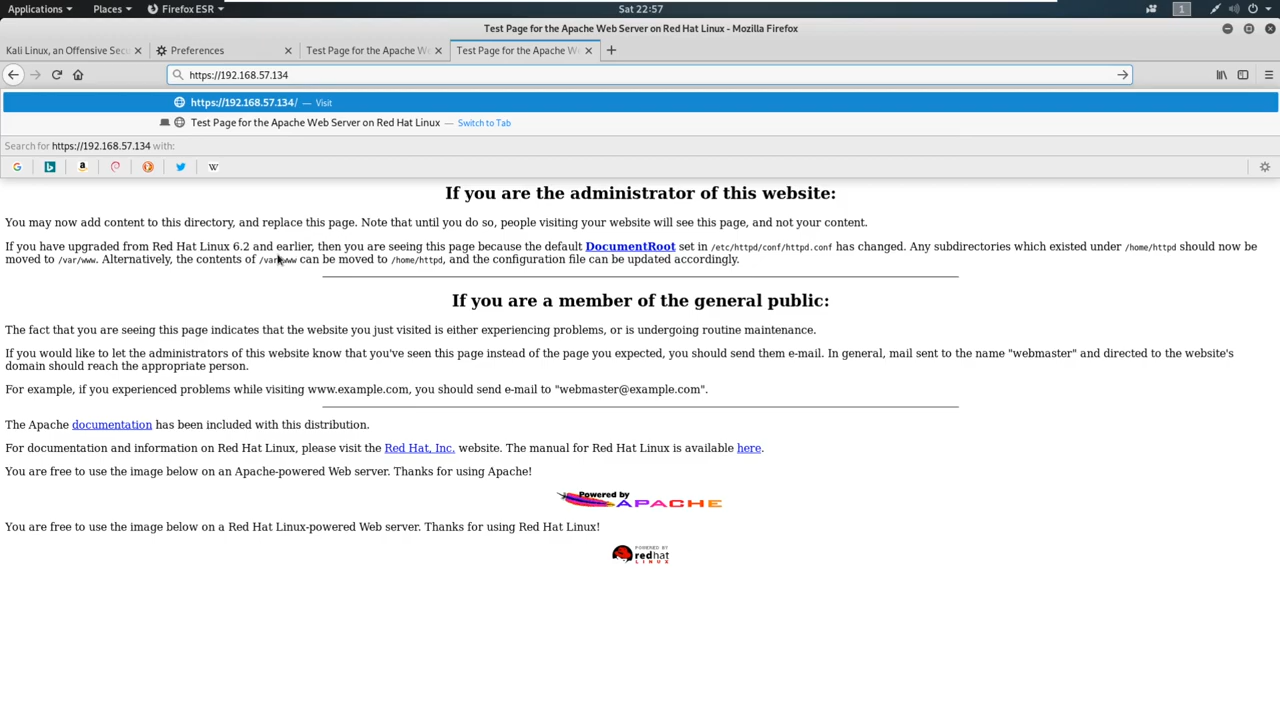 Applications Places Firefox ESR Sat 22:57 1
Test Page for the Apache Web Server on Red Hat Linux - Mozilla Firefox
Kali Linux, an Offensive Sec Preferences Test Page for the Apache W Test Page for the Apache W
https://192.168.57.134
https://192.168.57.134/ — Visit
Test Page for the Apache Web Server on Red Hat Linux — Switch to Tab
Search for https://192.168.57.134 with:
If you are the administrator of this website:
You may now add content to this directory, and replace this page. Note that until you do so, people visiting your website will see this page, and not your content.
If you have upgraded from Red Hat Linux 6.2 and earlier, then you are seeing this page because the default DocumentRoot set in /etc/httpd/conf/httpd.conf has changed. Any subdirectories which existed under /home/httpd should now be
moved to /var/www. Alternatively, the contents of /var/www can be moved to /home/httpd, and the configuration file can be updated accordingly.
If you are a member of the general public:
The fact that you are seeing this page indicates that the website you just visited is either experiencing problems, or is undergoing routine maintenance.
If you would like to let the administrators of this website know that you've seen this page instead of the page you expected, you should send them e-mail. In general, mail sent to the name "webmaster" and directed to the website's
domain should reach the appropriate person.
For example, if you experienced problems while visiting www.example.com, you should send e-mail to "webmaster@example.com".
The Apache documentation has been included with this distribution.
For documentation and information on Red Hat Linux, please visit the Red Hat, Inc. website. The manual for Red Hat Linux is available here.
You are free to use the image below on an Apache-powered Web server. Thanks for using Apache!
Powered by
APACHE
You are free to use the image below on a Red Hat Linux-powered Web server. Thanks for using Red Hat Linux!
POWERED BY
redhat
LINUX